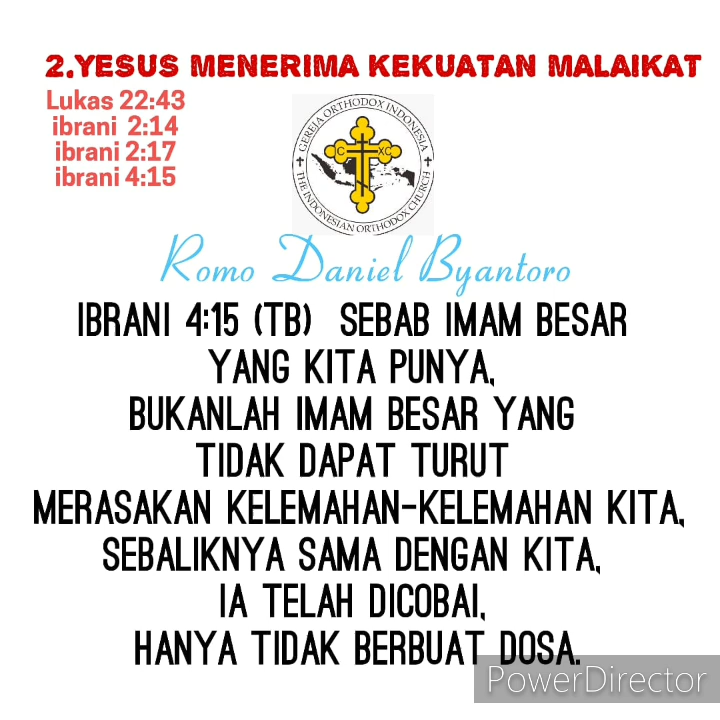 2.YESUS MENERIMA KEKUATAN MALAIKAT
Lukas 22:43
ibrani 2:14
ibrani 2:17
ibrani 4:15
GEREJA ORTHODOX INDONESIA
C XC
THE INDONESIAN ORTHODOX CHURCH
Romo Daniel Byantoro
IBRANI 4:15 (TB) SEBAB IMAM BESAR
YANG KITA PUNYA,
BUKANLAH IMAM BESAR YANG
TIDAK DAPAT TURUT
MERASAKAN KELEMAHAN-KELEMAHAN KITA,
SEBALIKNYA SAMA DENGAN KITA,
IA TELAH DICOBAI,
HANYA TIDAK BERBUAT DOSA.
PowerDirector